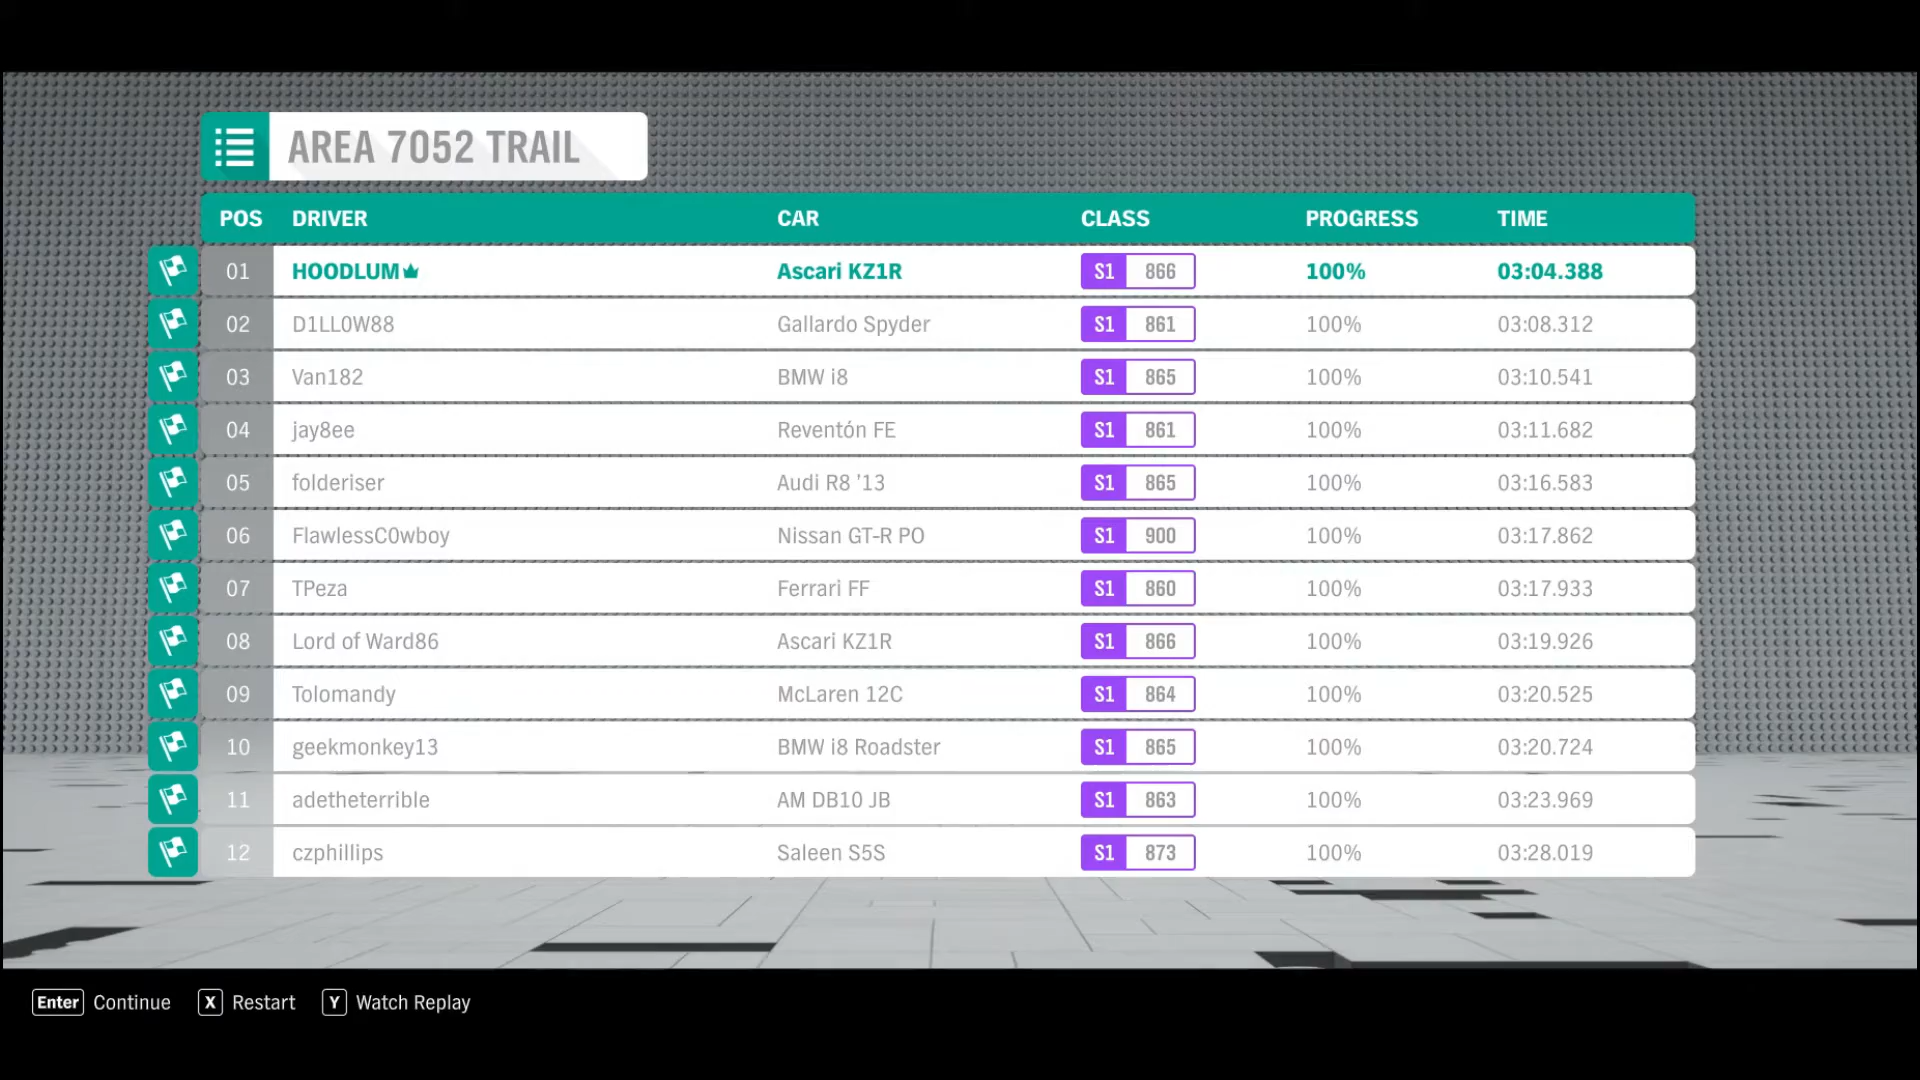 AREA 7052 TRAIL
POS DRIVER CAR CLASS PROGRESS TIME
01 HOODLUM Ascari KZ1R S1 866 100% 03:04.388
02 D1LL0W88 Gallardo Spyder S1 861 100% 03:08.312
03 Van182 BMW i8 S1 865 100% 03:10.541
04 jay8ee Reventón FE S1 861 100% 03:11.682
05 folderiser Audi R8 '13 S1 865 100% 03:16.583
06 FlawlessC0wboy Nissan GT-R PO S1 900 100% 03:17.862
07 TPeza Ferrari FF S1 860 100% 03:17.933
08 Lord of Ward86 Ascari KZ1R S1 866 100% 03:19.926
09 Tolomandy McLaren 12C S1 864 100% 03:20.525
10 geekmonkey13 BMW i8 Roadster S1 865 100% 03:20.724
11 adetheterrible AM DB10 JB S1 863 100% 03:23.969
12 czphillips Saleen S5S S1 873 100% 03:28.019
Enter Continue X Restart Y Watch Replay